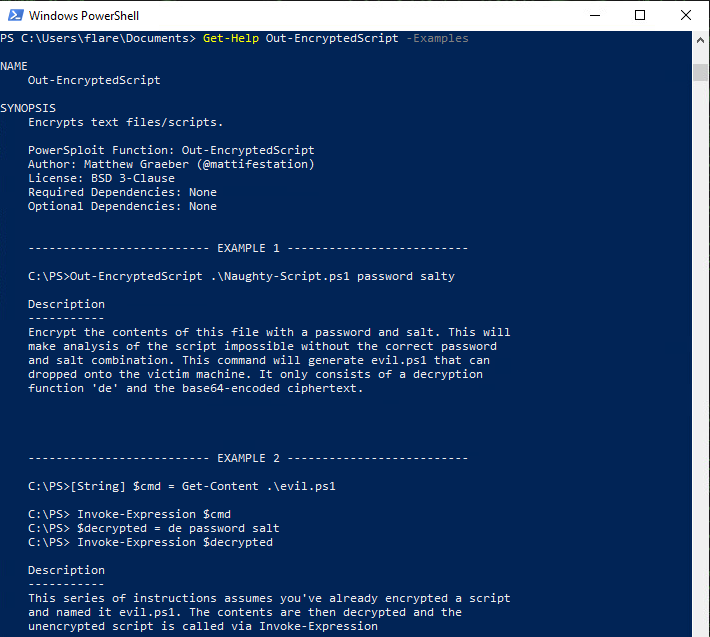 Windows PowerShell
PS C:\Users\flare\Documents> Get-Help Out-EncryptedScript -Examples
NAME
Out-EncryptedScript
SYNOPSIS
Encrypts text files/scripts.
PowerSploit Function: Out-EncryptedScript
Author: Matthew Graeber (@mattifestation)
License: BSD 3-Clause
Required Dependencies: None
Optional Dependencies: None
-------------------------- EXAMPLE 1 --------------------------
C:\PS>Out-EncryptedScript .\Naughty-Script.ps1 password salty
Description
-----------
Encrypt the contents of this file with a password and salt. This will
make analysis of the script impossible without the correct password
and salt combination. This command will generate evil.ps1 that can
dropped onto the victim machine. It only consists of a decryption
function 'de' and the base64-encoded ciphertext.
-------------------------- EXAMPLE 2 --------------------------
C:\PS>[String] $cmd = Get-Content .\evil.ps1
C:\PS> Invoke-Expression $cmd
C:\PS> $decrypted = de password salt
C:\PS> Invoke-Expression $decrypted
Description
-----------
This series of instructions assumes you've already encrypted a script
and named it evil.ps1. The contents are then decrypted and the
unencrypted script is called via Invoke-Expression